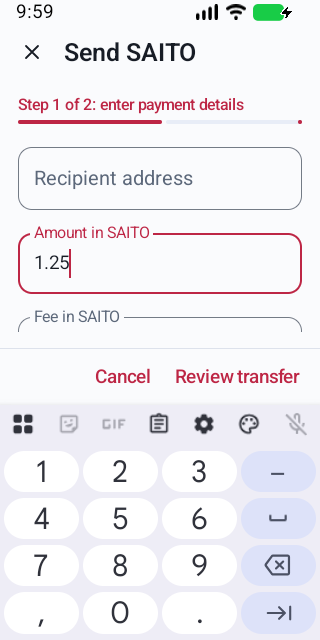 9:59
Send SAITO
Step 1 of 2: enter payment details
Recipient address
Amount in SAITO
1.25
Fee in SAITO
Cancel Review transfer
GIF
1 2 3 –
4 5 6
7 8 9
, 0 .